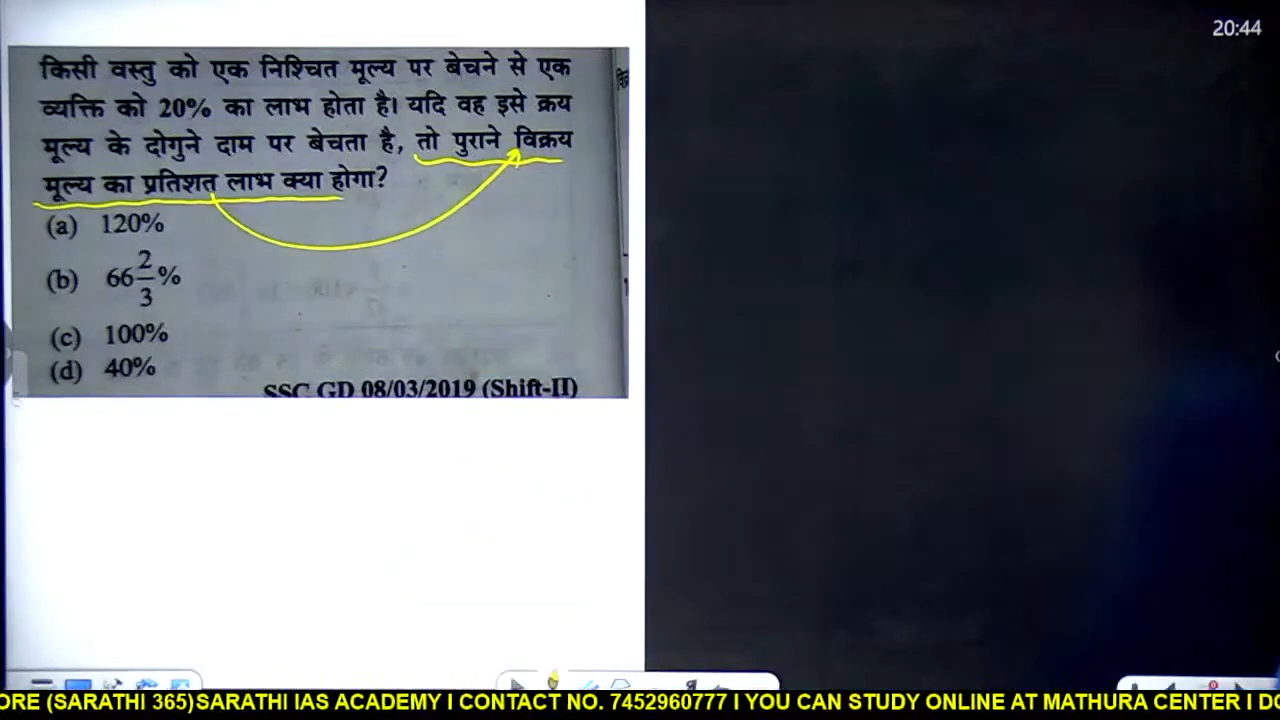 20:44
किसी वस्तु को एक निश्चित मूल्य पर बेचने से एक
व्यक्ति को 20% का लाभ होता है। यदि वह इसे क्रय
मूल्य के दोगुने दाम पर बेचता है, तो पुराने विक्रय
मूल्य का प्रतिशत लाभ क्या होगा?
(a) 120%
(b) 66 2/3 %
(c) 100%
(d) 40%
SSC GD 08/03/2019 (Shift-II)
ORE (SARATHI 365)SARATHI IAS ACADEMY I CONTACT NO. 7452960777 I YOU CAN STUDY ONLINE AT MATHURA CENTER I DO